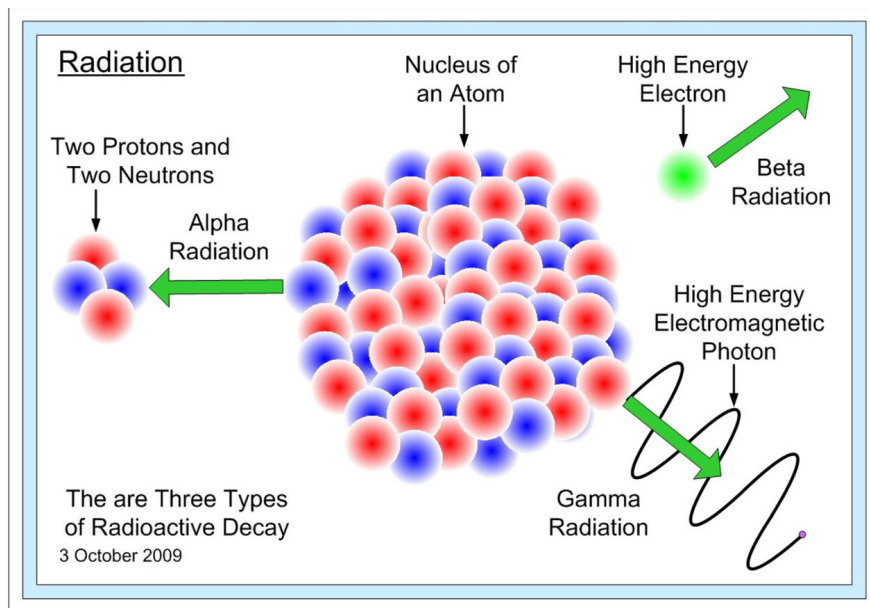 Radiation
Nucleus of
an Atom
High Energy
Electron
Two Protons and
Two Neutrons
Alpha
Radiation
Beta
Radiation
High Energy
Electromagnetic
Photon
Gamma
Radiation
The are Three Types
of Radioactive Decay
3 October 2009